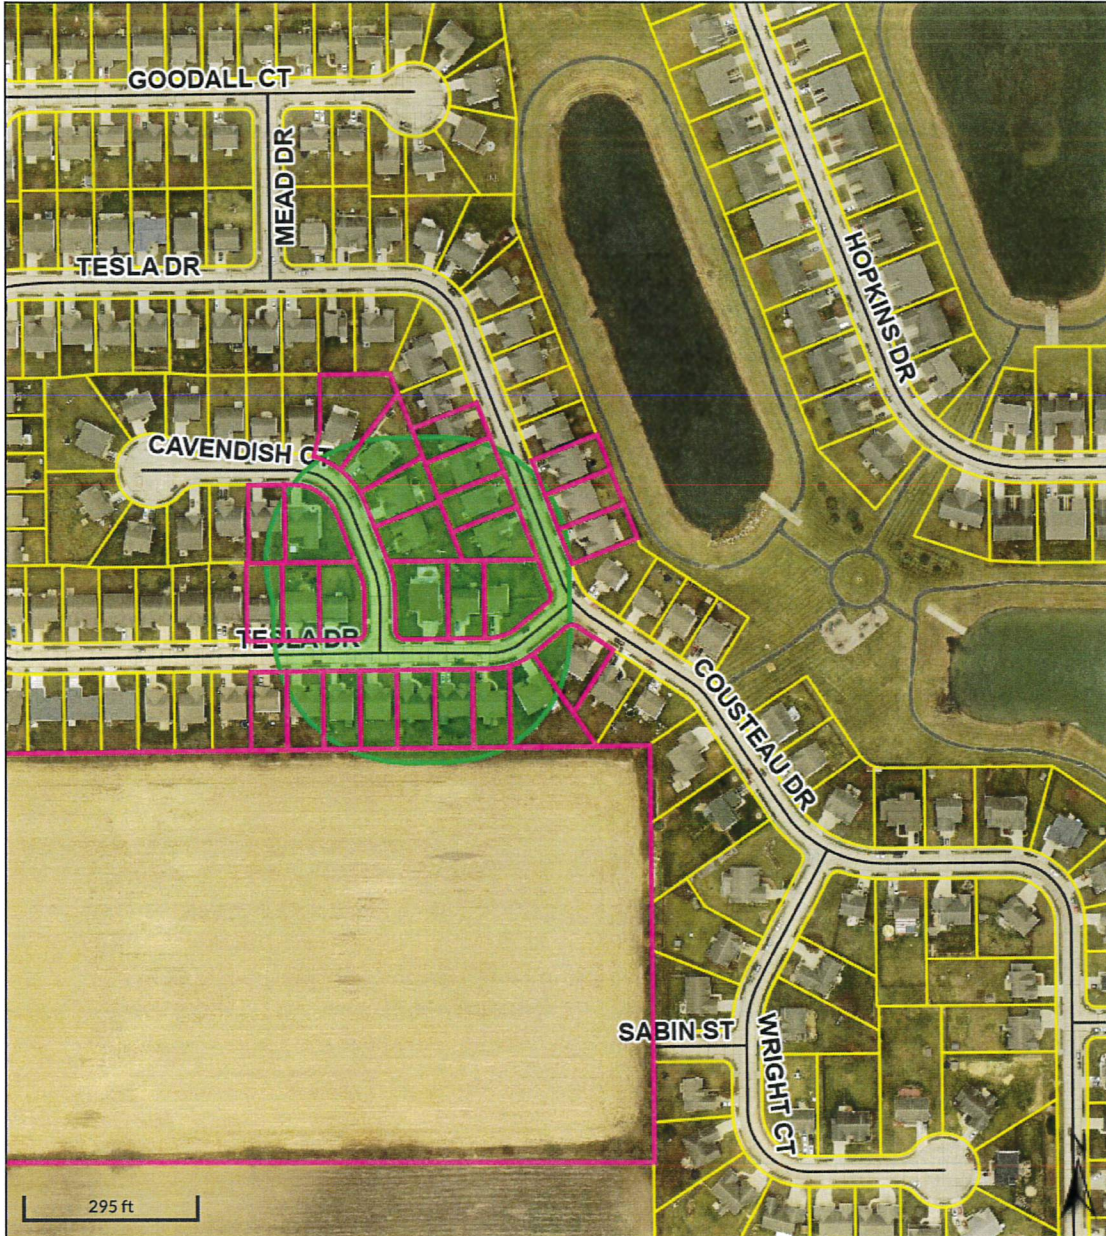 GOODALL CT
MEAD DR
TESLA DR
HOPKINS DR
CAVENDISH CT
TESLA DR
COUSTEAU DR
SABIN ST
WRIGHT CT
295 ft